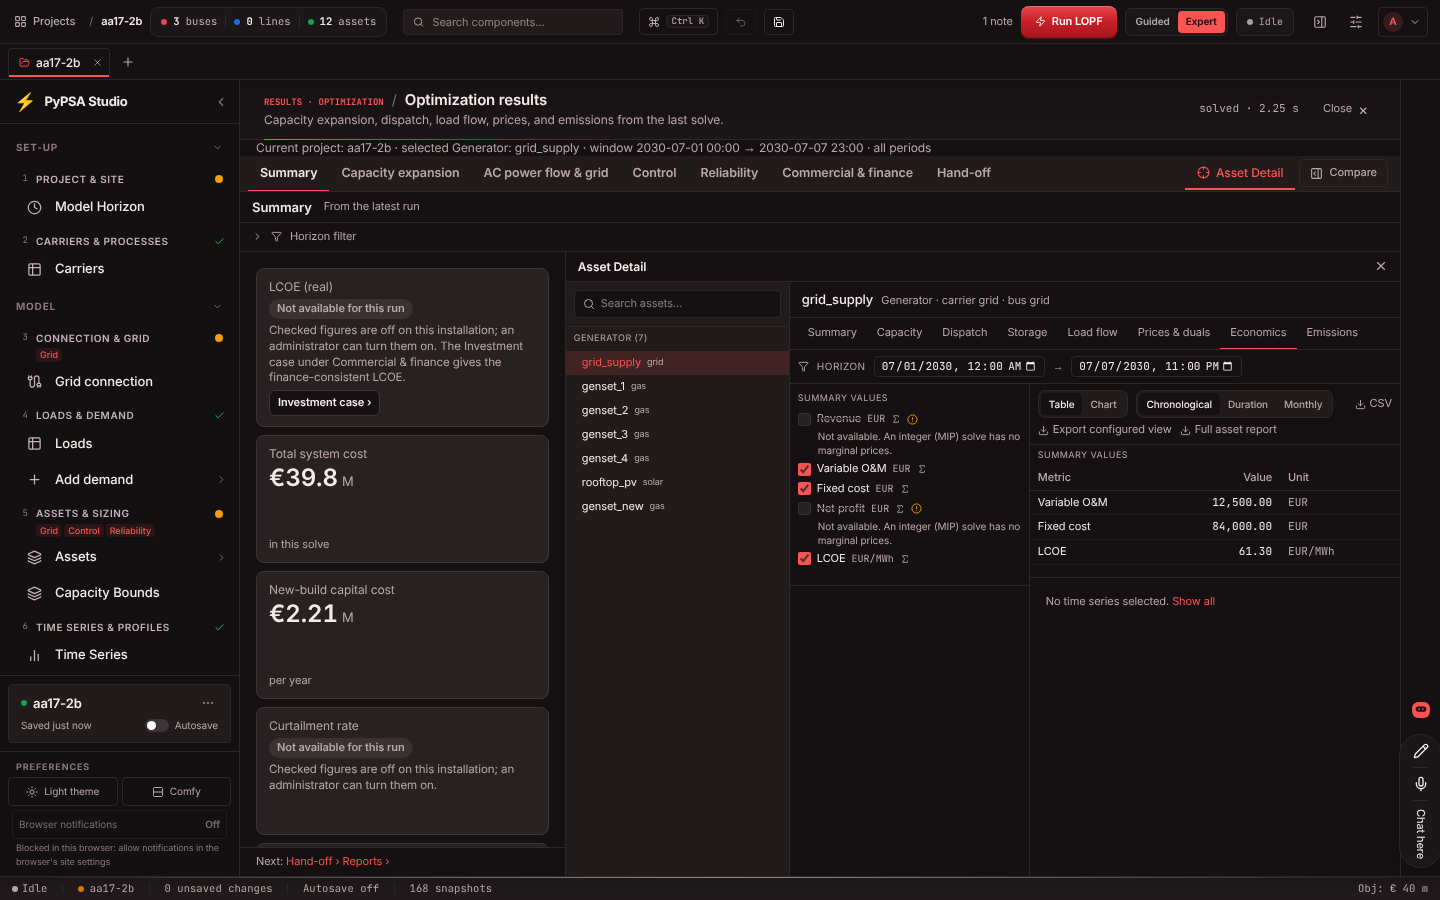 Projects / aa17-2b
3 buses 0 lines 12 assets
Search components...
⌘ Ctrl K
1 note
Run LOPF
Guided Expert
Idle
A
aa17-2b
PyPSA Studio
SET-UP
1 PROJECT & SITE
Model Horizon
2 CARRIERS & PROCESSES
Carriers
MODEL
3 CONNECTION & GRID
Grid
Grid connection
4 LOADS & DEMAND
Loads
Add demand
5 ASSETS & SIZING
Grid Control Reliability
Assets
Capacity Bounds
6 TIME SERIES & PROFILES
Time Series
aa17-2b
Saved just now
Autosave
PREFERENCES
Light theme
Comfy
Browser notifications Off
Blocked in this browser: allow notifications in the
browser's site settings
RESULTS · OPTIMIZATION / Optimization results
Capacity expansion, dispatch, load flow, prices, and emissions from the last solve.
solved · 2.25 s
Close
Current project: aa17-2b · selected Generator: grid_supply · window 2030-07-01 00:00 → 2030-07-07 23:00 · all periods
Summary Capacity expansion AC power flow & grid Control Reliability Commercial & finance Hand-off
Asset Detail
Compare
Summary From the latest run
Horizon filter
LCOE (real)
Not available for this run
Checked figures are off on this installation; an
administrator can turn them on. The Investment
case under Commercial & finance gives the
finance-consistent LCOE.
Investment case ›
Total system cost
€39.8 M
in this solve
New-build capital cost
€2.21 M
per year
Curtailment rate
Not available for this run
Checked figures are off on this installation; an
administrator can turn them on.
Next: Hand-off › Reports ›
Asset Detail
Search assets...
GENERATOR (7)
grid_supply grid
genset_1 gas
genset_2 gas
genset_3 gas
genset_4 gas
rooftop_pv solar
genset_new gas
grid_supply Generator · carrier grid · bus grid
Summary Capacity Dispatch Storage Load flow Prices & duals Economics Emissions
HORIZON 07/01/2030, 12:00 AM → 07/07/2030, 11:00 PM
SUMMARY VALUES
Revenue EUR Σ
Not available. An integer (MIP) solve has no
marginal prices.
Variable O&M EUR Σ
Fixed cost EUR Σ
Net profit EUR Σ
Not available. An integer (MIP) solve has no
marginal prices.
LCOE EUR/MWh Σ
Table Chart
Chronological Duration Monthly
CSV
Export configured view
Full asset report
SUMMARY VALUES
Metric Value Unit
Variable O&M 12,500.00 EUR
Fixed cost 84,000.00 EUR
LCOE 61.30 EUR/MWh
No time series selected. Show all
Chat here
Idle
aa17-2b
0 unsaved changes
Autosave off
168 snapshots
Obj: € 40 m